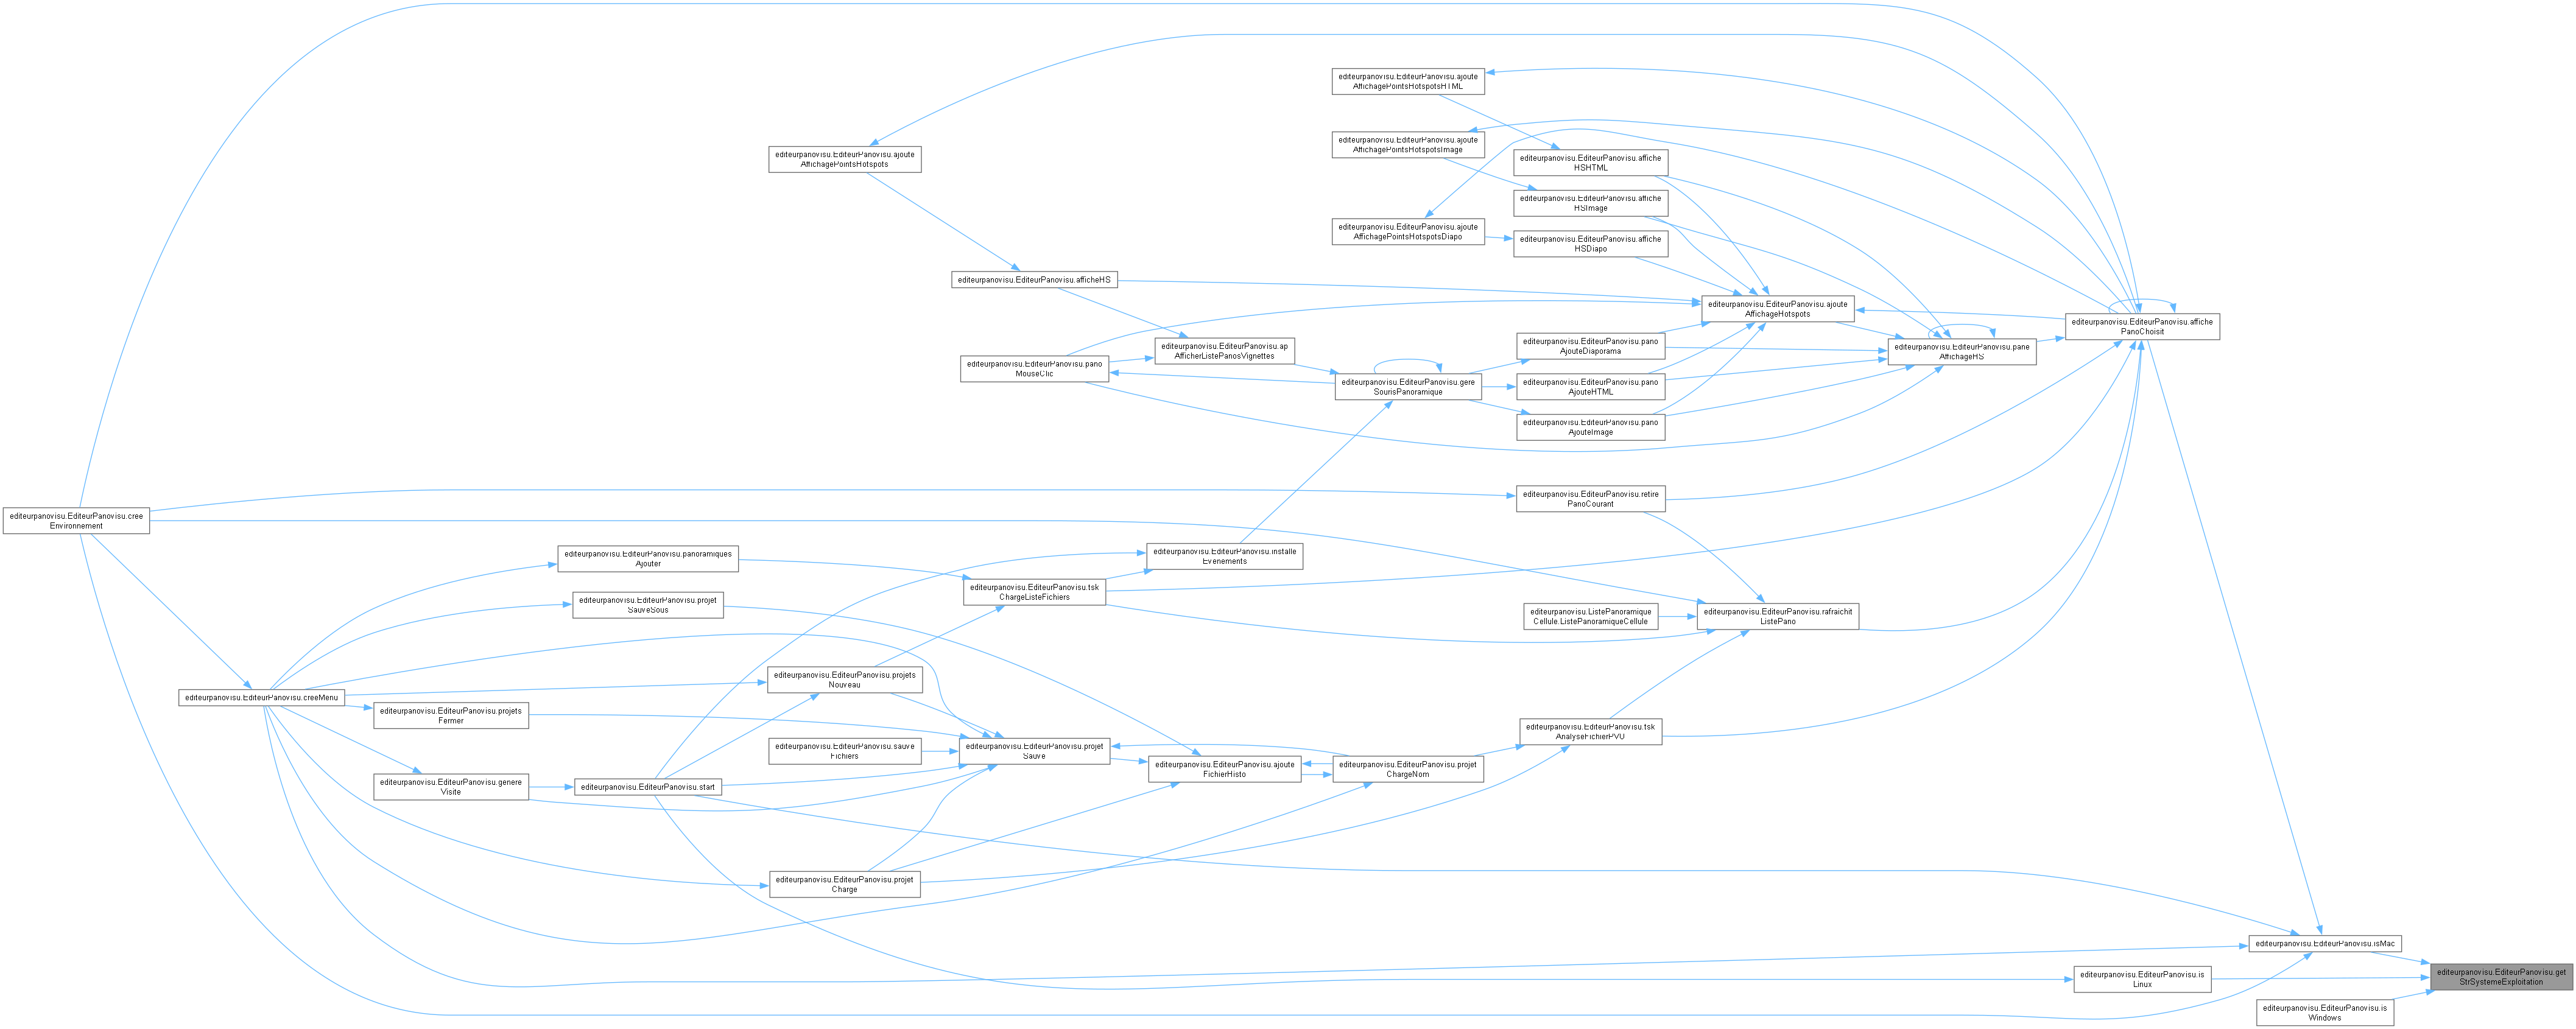 editeurpanovisu.EditeurPanovisu.ajoute
AffichagePointsHotspotsHTML
editeurpanovisu.EditeurPanovisu.ajoute
AffichagePointsHotspotsImage
editeurpanovisu.EditeurPanovisu.ajoute
AffichagePointsHotspots
editeurpanovisu.EditeurPanovisu.affiche
HSHTML
editeurpanovisu.EditeurPanovisu.affiche
HSImage
editeurpanovisu.EditeurPanovisu.ajoute
AffichagePointsHotspotsDiapo
editeurpanovisu.EditeurPanovisu.affiche
HSDiapo
editeurpanovisu.EditeurPanovisu.afficheHS
editeurpanovisu.EditeurPanovisu.ajoute
AffichageHotspots
editeurpanovisu.EditeurPanovisu.affiche
PanoChoisit
editeurpanovisu.EditeurPanovisu.pano
AjouteDiaporama
editeurpanovisu.EditeurPanovisu.ap
AfficherListePanosVignettes
editeurpanovisu.EditeurPanovisu.pane
AffichageHS
editeurpanovisu.EditeurPanovisu.pano
MouseClic
editeurpanovisu.EditeurPanovisu.gere
SourisPanoramique
editeurpanovisu.EditeurPanovisu.pano
AjouteHTML
editeurpanovisu.EditeurPanovisu.pano
AjouteImage
editeurpanovisu.EditeurPanovisu.retire
PanoCourant
editeurpanovisu.EditeurPanovisu.cree
Environnement
editeurpanovisu.EditeurPanovisu.panoramiques
Ajouter
editeurpanovisu.EditeurPanovisu.installe
Evenements
editeurpanovisu.EditeurPanovisu.tsk
ChargeListeFichiers
editeurpanovisu.EditeurPanovisu.projet
SauveSous
editeurpanovisu.ListePanoramique
Cellule.ListePanoramiqueCellule
editeurpanovisu.EditeurPanovisu.rafraichit
ListePano
editeurpanovisu.EditeurPanovisu.projets
Nouveau
editeurpanovisu.EditeurPanovisu.creeMenu
editeurpanovisu.EditeurPanovisu.projets
Fermer
editeurpanovisu.EditeurPanovisu.tsk
AnalyseFichierPVU
editeurpanovisu.EditeurPanovisu.sauve
Fichiers
editeurpanovisu.EditeurPanovisu.projet
Sauve
editeurpanovisu.EditeurPanovisu.ajoute
FichierHisto
editeurpanovisu.EditeurPanovisu.projet
ChargeNom
editeurpanovisu.EditeurPanovisu.genere
Visite
editeurpanovisu.EditeurPanovisu.start
editeurpanovisu.EditeurPanovisu.projet
Charge
editeurpanovisu.EditeurPanovisu.isMac
editeurpanovisu.EditeurPanovisu.get
StrSystemeExploitation
editeurpanovisu.EditeurPanovisu.is
Linux
editeurpanovisu.EditeurPanovisu.is
Windows